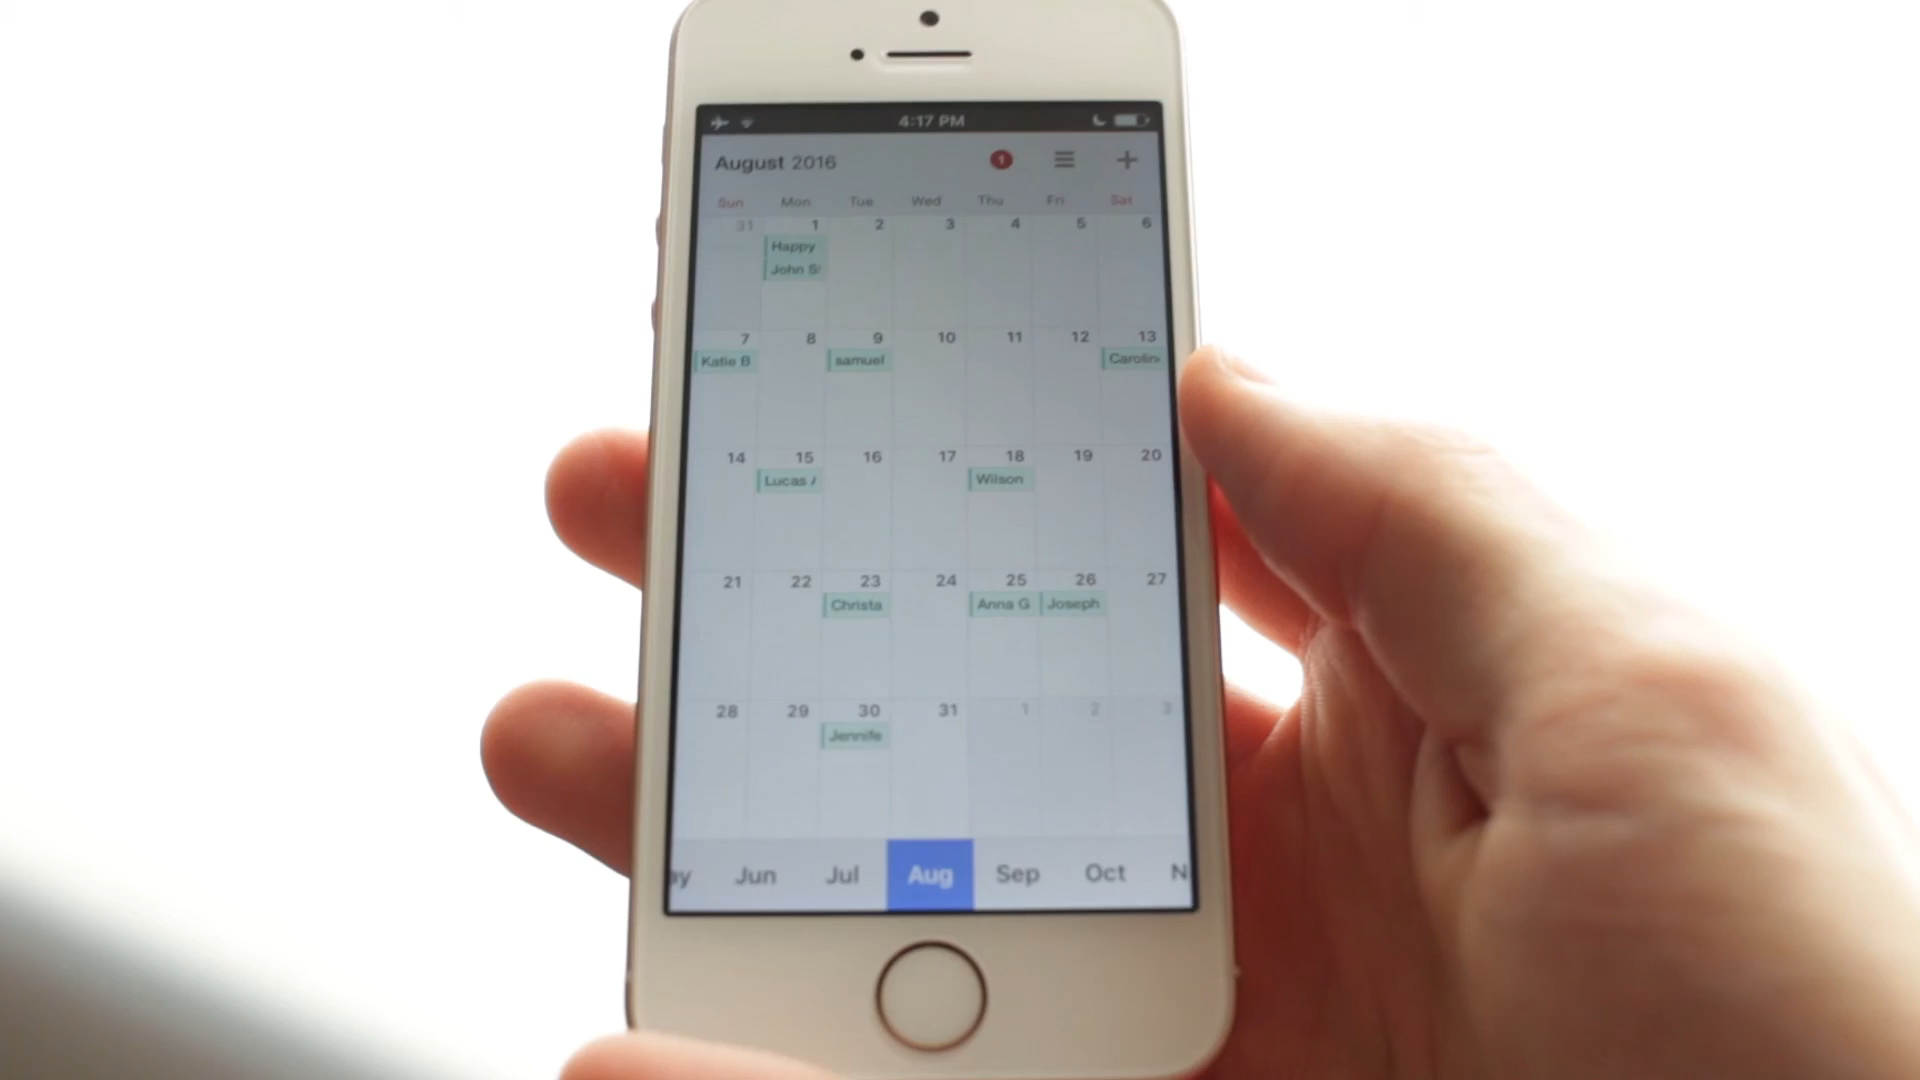 4:17 PM
August 2016
1
Sun Mon Tue Wed Thu Fri Sat
31 1 2 3 4 5 6
Happy
John S
7 8 9 10 11 12 13
Katie B samuel Carolin
14 15 16 17 18 19 20
Lucas Wilson
21 22 23 24 25 26 27
Christa Anna G Joseph
28 29 30 31 1 2 3
Jennife
ay Jun Jul Aug Sep Oct N